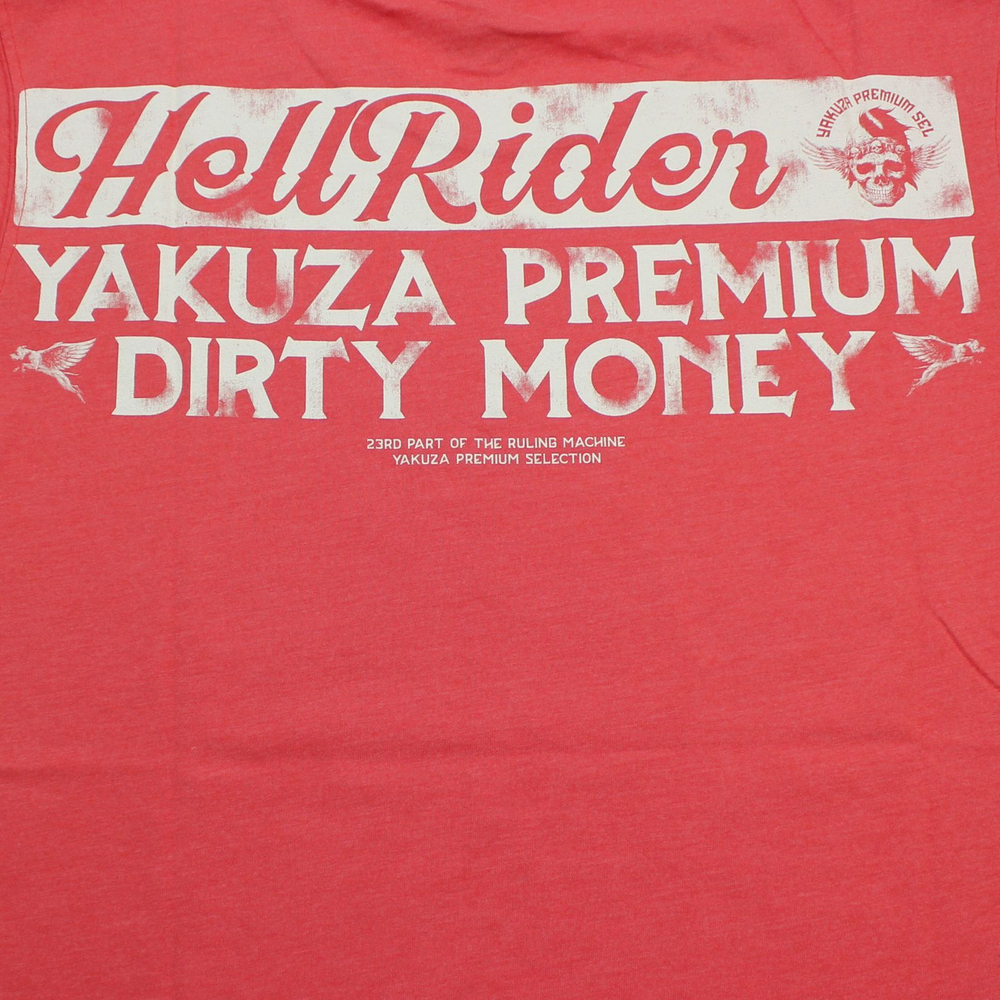 HellRider
YAKUZA PREMIUM SEL
YAKUZA PREMIUM
DIRTY MONEY
23RD PART OF THE RULING MACHINE
YAKUZA PREMIUM SELECTION